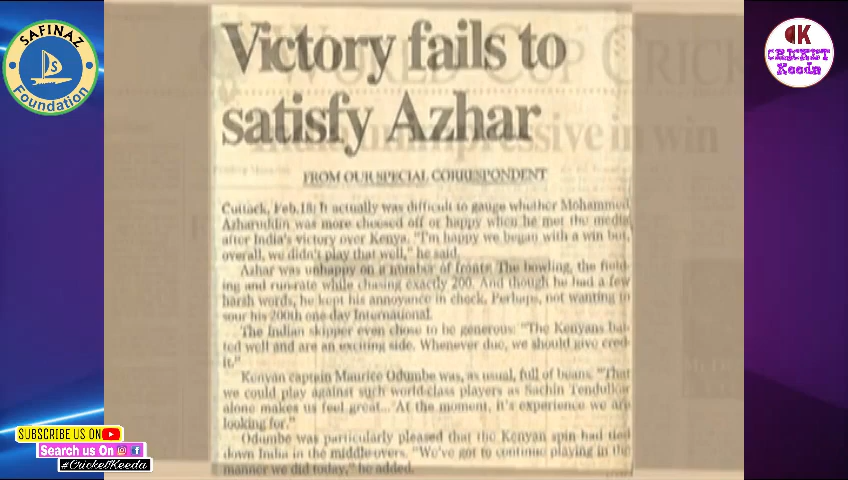 SAFINAZ
S
Foundation
CK
CRICKET
Keeda
World Cup Cricket
India unimpressive in win
Victory fails to
satisfy Azhar
FROM OUR SPECIAL CORRESPONDENT
Cuttack, Feb.18: It actually was difficult to gauge whether Mohammed
Azharuddin was more cheesed off or happy when he met the media
after India's victory over Kenya. "I'm happy we began with a win but,
overall, we didn't play that well," he said.
Azhar was unhappy on a number of fronts. The bowling, the field-
ing and run-rate while chasing exactly 200. And though he had a few
harsh words, he kept his annoyance in check. Perhaps, not wanting to
sour his 200th one-day International.
The Indian skipper even chose to be generous: "The Kenyans bat-
ted well and are an exciting side. Whenever due, we should give cred-
it."
Kenyan captain Maurice Odumbe was, as usual, full of beans. "That
we could play against such world-class players as Sachin Tendulkar
alone makes us feel great... At the moment, it's experience we are
looking for."
Odumbe was particularly pleased that the Kenyan spin had tied
down India in the middle-overs. "We've got to continue playing in the
manner we did today," he added.
SUBSCRIBE US ON
Search us On
#CricketKeeda